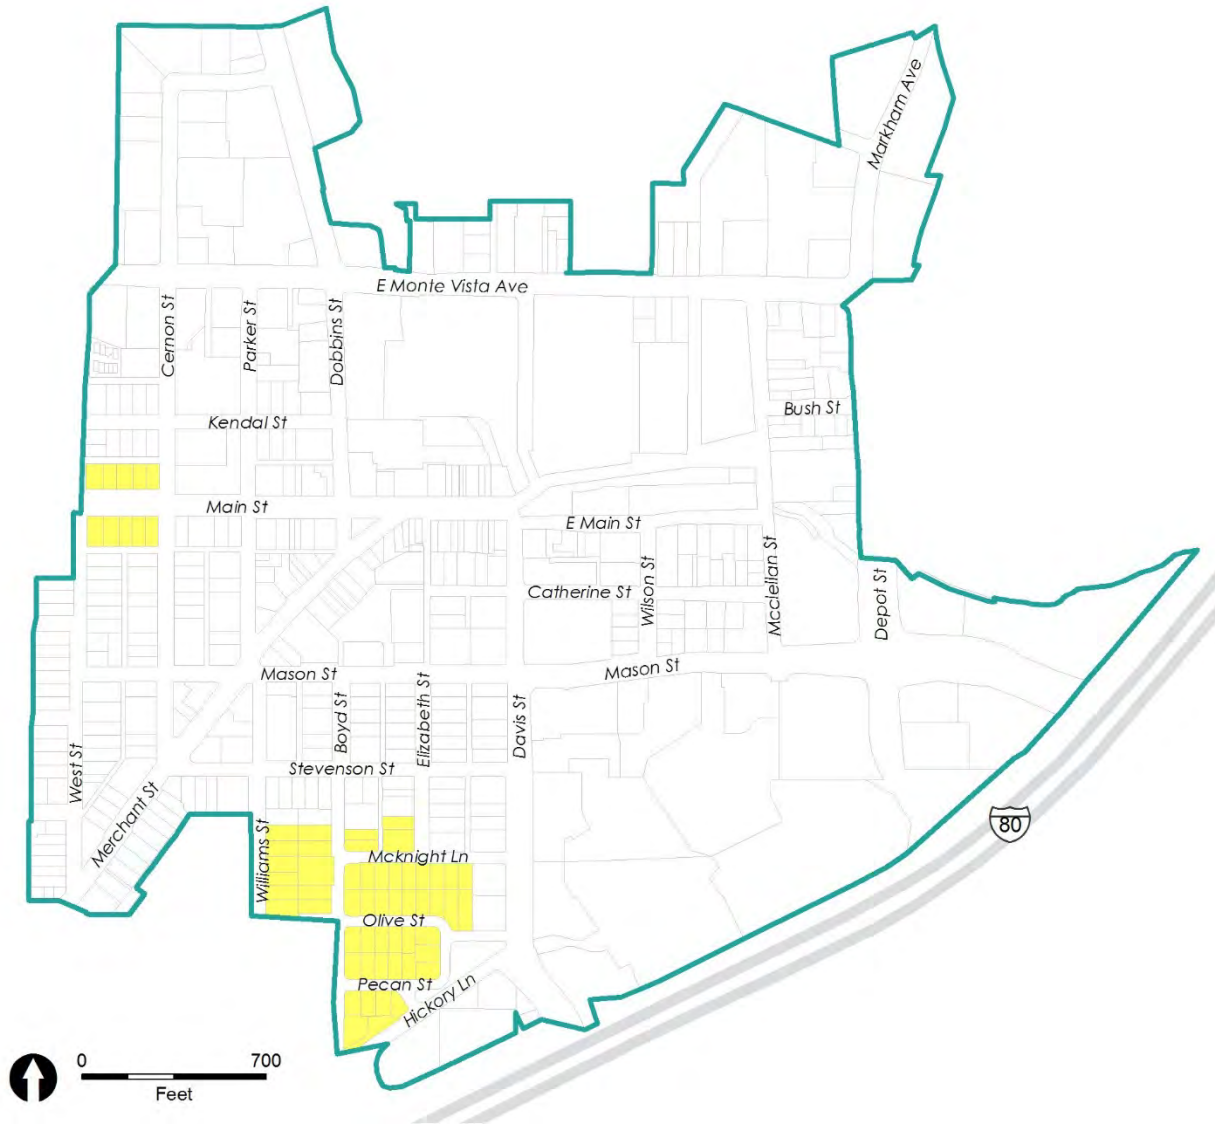 Markham Ave
E Monte Vista Ave
Cernon St
Parker St
Dobbins St
Kendal St
Bush St
Main St
E Main St
Catherine St
Wilson St
Mcclellan St
Depot St
Mason St
Mason St
Boyd St
Elizabeth St
Davis St
West St
Stevenson St
Merchant St
80
Williams St
Mcknight Ln
Olive St
Pecan St
Hickory Ln
0 700
Feet